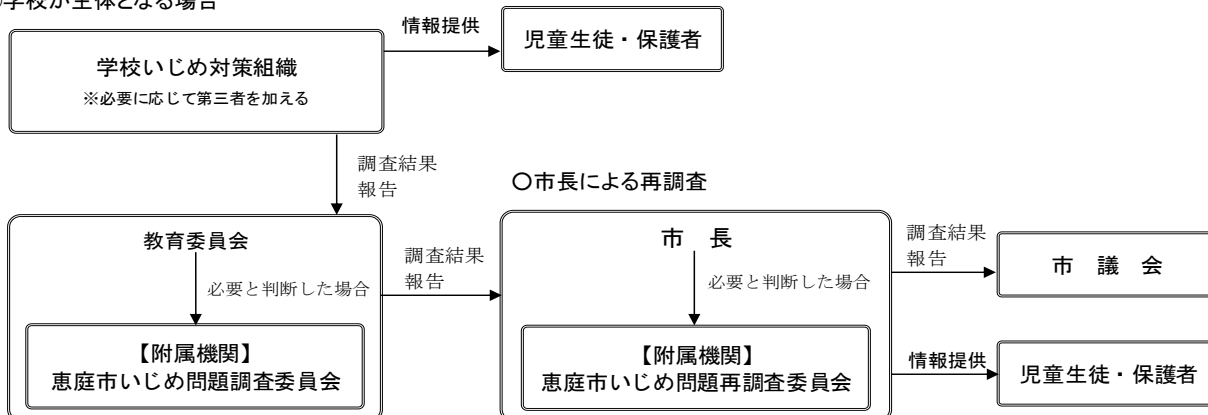 学校が主体となる場合
情報提供
児童生徒・保護者
学校いじめ対策組織
※必要に応じて第三者を加える
調査結果
報告
〇市長による再調査
教育委員会
必要と判断した場合
【附属機関】
恵庭市いじめ問題調査委員会
調査結果
報告
市　長
必要と判断した場合
【附属機関】
恵庭市いじめ問題再調査委員会
調査結果
報告
市　議　会
情報提供
児童生徒・保護者